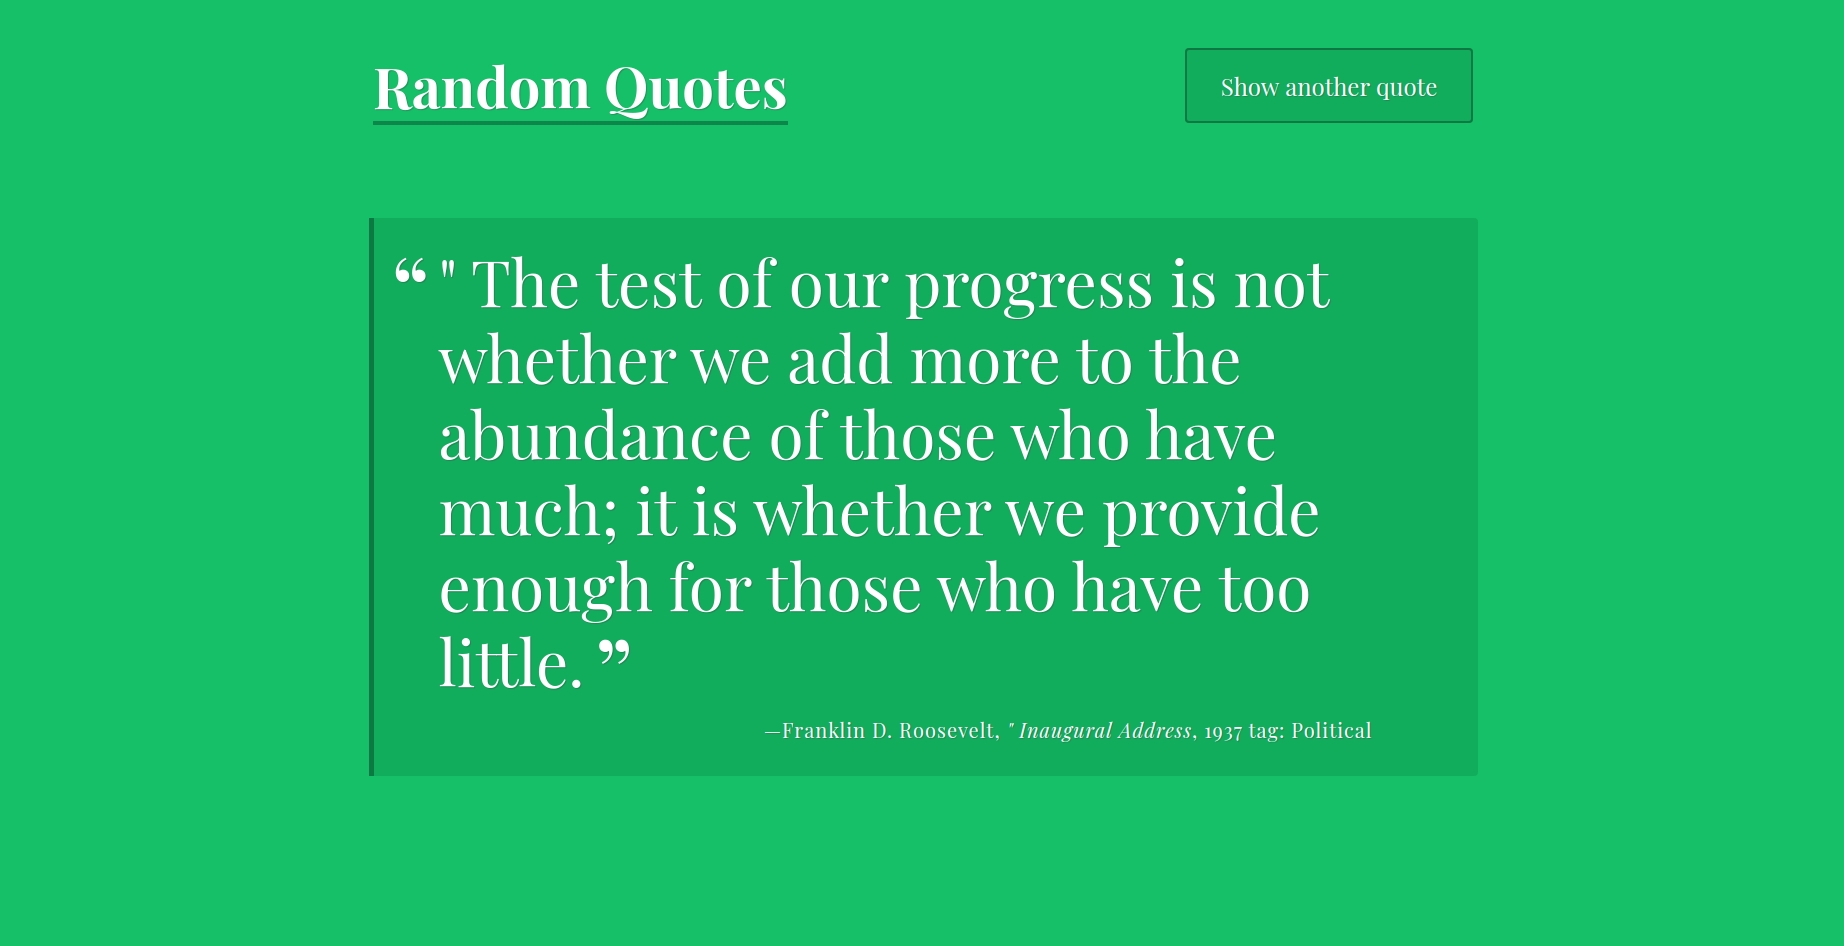 Random Quotes
Show another quote
“ " The test of our progress is not
whether we add more to the
abundance of those who have
much; it is whether we provide
enough for those who have too
little. ”
—Franklin D. Roosevelt, " Inaugural Address, 1937 tag: Political